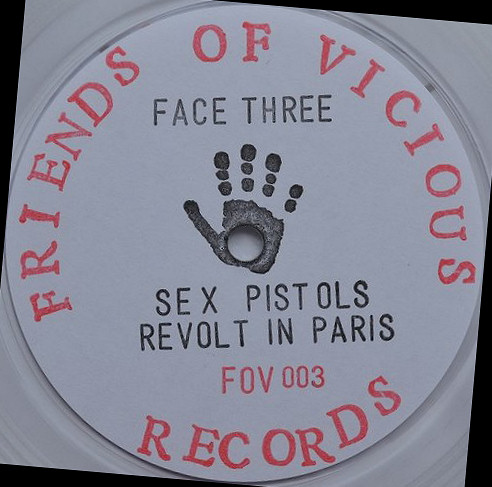 FRIENDS OF VICIOUS
FACE THREE
SEX PISTOLS
REVOLT IN PARIS
FOV 003
RECORDS